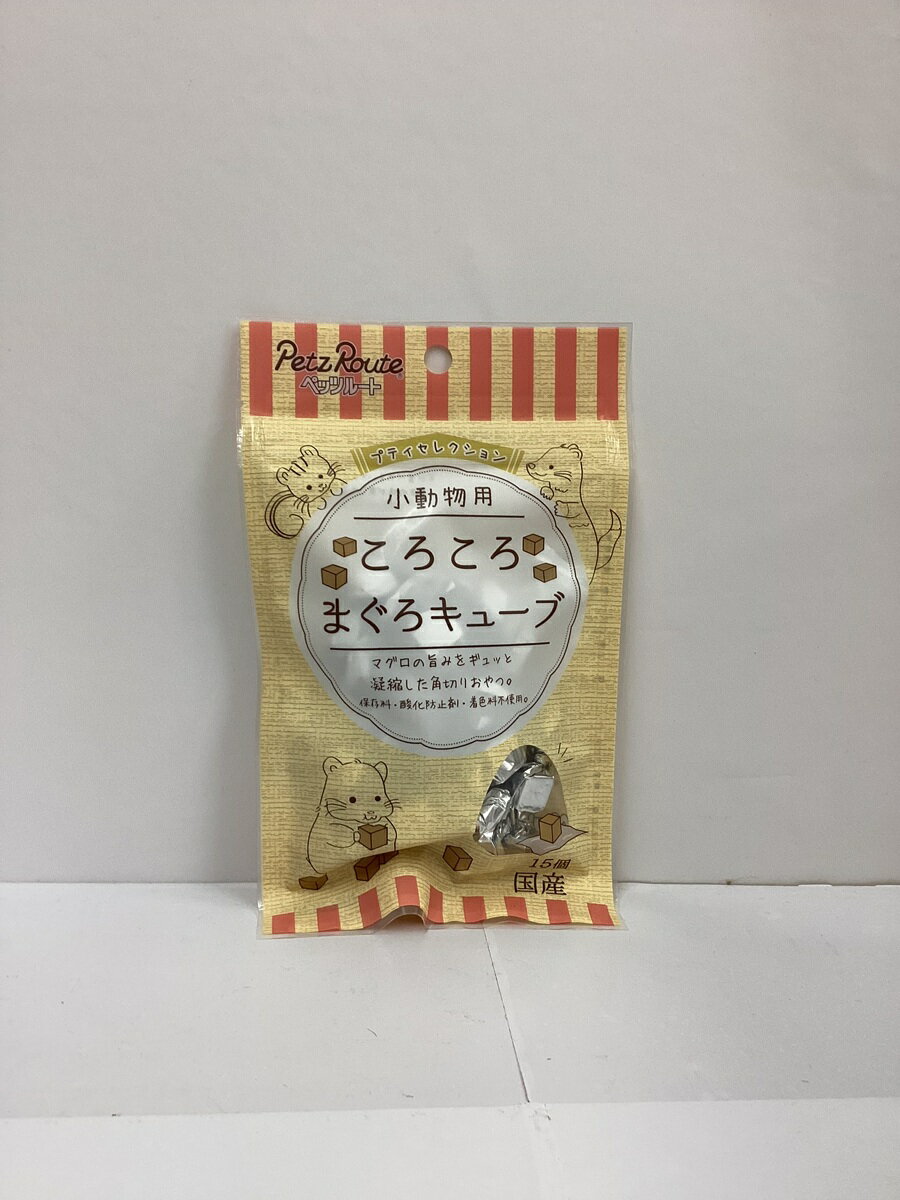 Petz Route
ペッツルート
プティセレクション
小動物用
ころころ
まぐろキューブ
マグロの旨みをギュッと
凝縮した角切りおやつ。
保存料・酸化防止剤・着色料不使用。
15個
国産